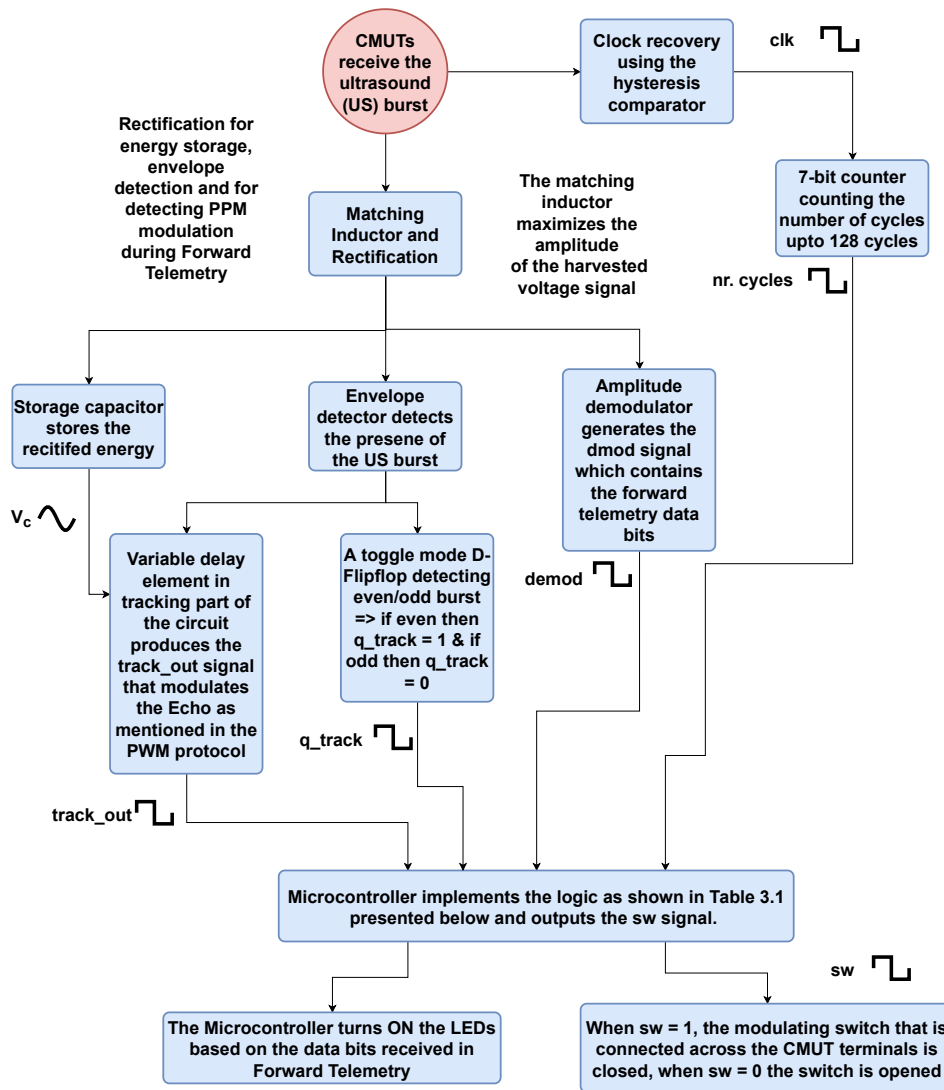 CMUTs
receive the
ultrasound
(US) burst
Clock recovery
using the
hysteresis
comparator
clk
Rectification for
energy storage,
envelope
detection and for
detecting PPM
modulation
during Forward
Telemetry
Matching
Inductor and
Rectification
The matching
inductor
maximizes the
amplitude
of the harvested
voltage signal
7-bit counter
counting the
number of cycles
upto 128 cycles
nr. cycles
Storage capacitor
stores the
recitifed energy
Envelope
detector detects
the presene of
the US burst
Amplitude
demodulator
generates the
dmod signal
which contains
the forward
telemetry data
bits
Vc
Variable delay
element in
tracking part of
the circuit
produces the
track_out signal
that modulates
the Echo as
mentioned in the
PWM protocol
A toggle mode D-
Flipflop detecting
even/odd burst
=> if even then
q_track = 1 & if
odd then q_track
= 0
demod
q_track
track_out
Microcontroller implements the logic as shown in Table 3.1
presented below and outputs the sw signal.
sw
The Microcontroller turns ON the LEDs
based on the data bits received in
Forward Telemetry
When sw = 1, the modulating switch that is
connected across the CMUT terminals is
closed, when sw = 0 the switch is opened